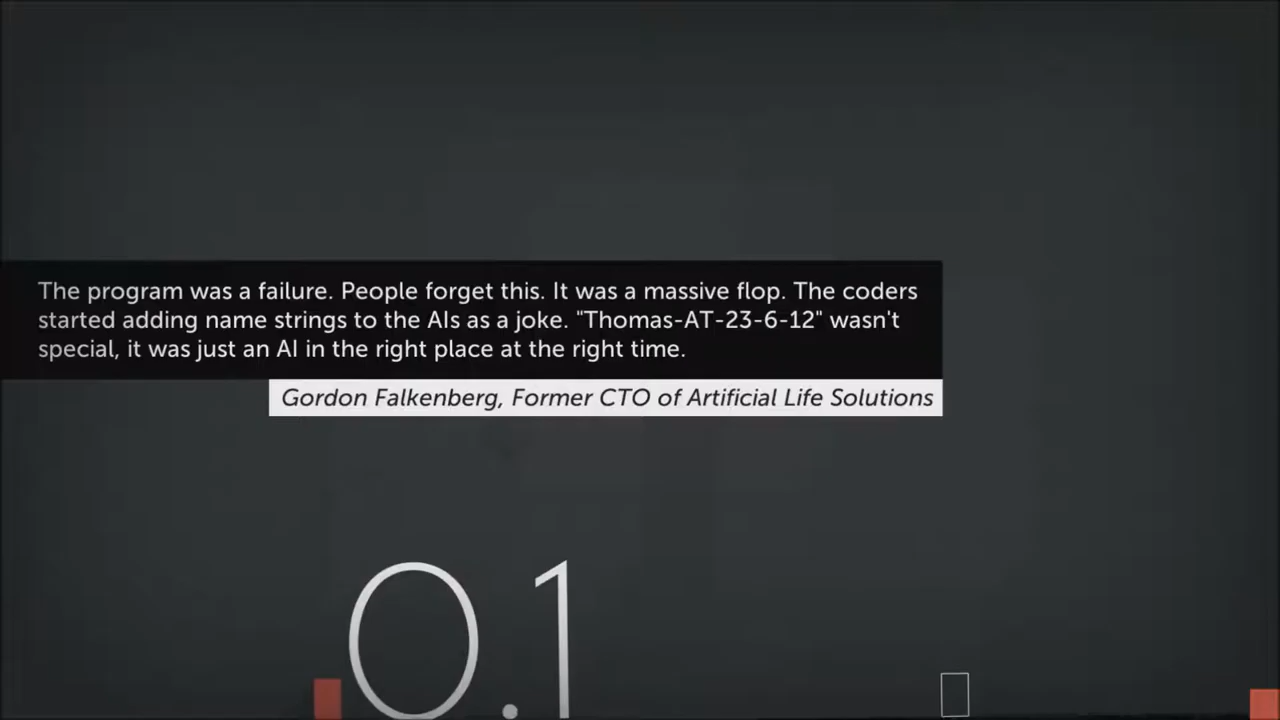 The program was a failure. People forget this. It was a massive flop. The coders
started adding name strings to the AIs as a joke. "Thomas-AT-23-6-12" wasn't
special, it was just an AI in the right place at the right time.
Gordon Falkenberg, Former CTO of Artificial Life Solutions
0.1